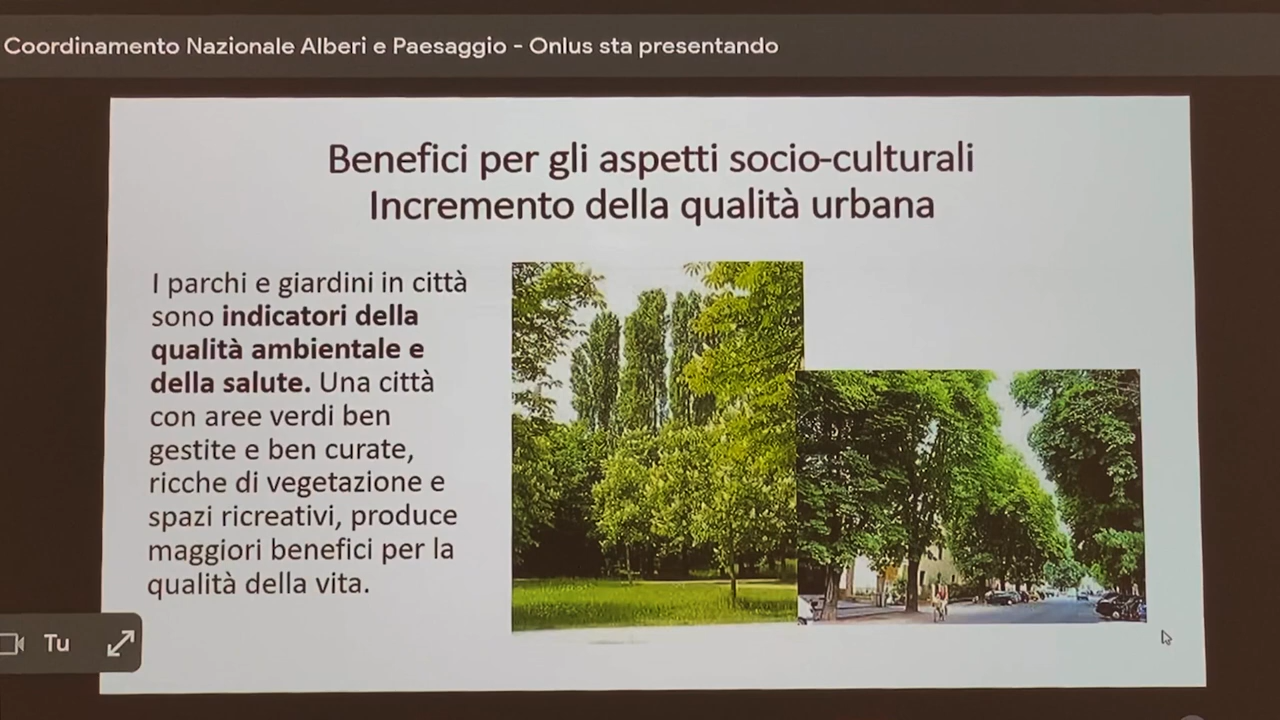 Coordinamento Nazionale Alberi e Paesaggio - Onlus sta presentando
Benefici per gli aspetti socio-culturali
Incremento della qualità urbana
I parchi e giardini in città
sono indicatori della
qualità ambientale e
della salute. Una città
con aree verdi ben
gestite e ben curate,
ricche di vegetazione e
spazi ricreativi, produce
maggiori benefici per la
qualità della vita.
Tu